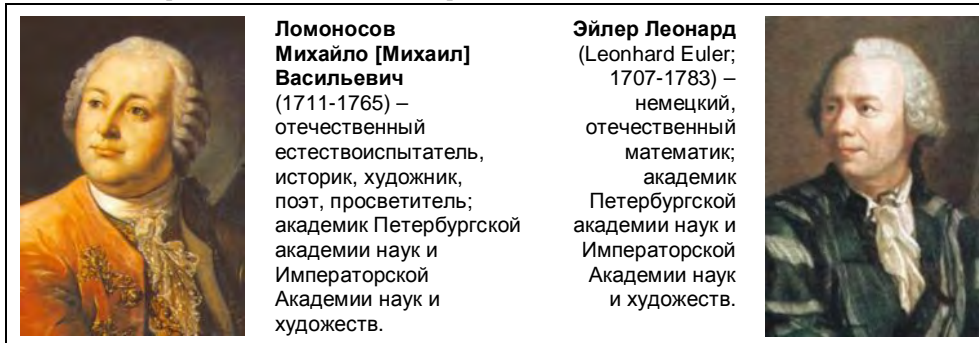 Ломоносов
Михайло [Михаил]
Васильевич
(1711-1765) –
отечественный
естествоиспытатель,
историк, художник,
поэт, просветитель;
академик Петербургской
академии наук и
Императорской
Академии наук и
художеств.
Эйлер Леонард
(Leonhard Euler;
1707-1783) –
немецкий,
отечественный
математик;
академик
Петербургской
академии наук и
Императорской
Академии наук
и художеств.